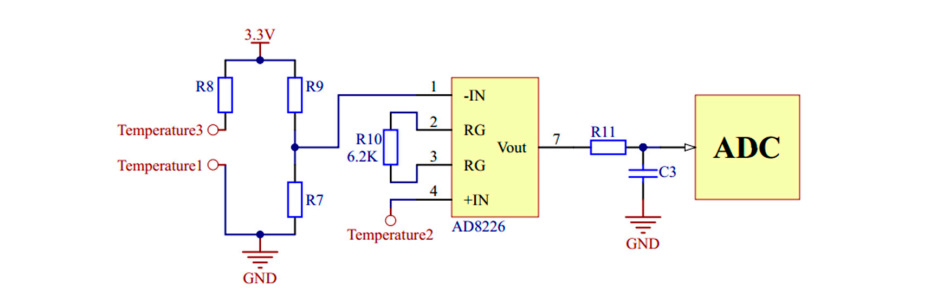 3.3V
R8
R9
Temperature3
Temperature1
R7
GND
R10
6.2K
1
2
3
4
-IN
RG
RG
+IN
Vout
AD8226
Temperature2
7
R11
C3
GND
ADC